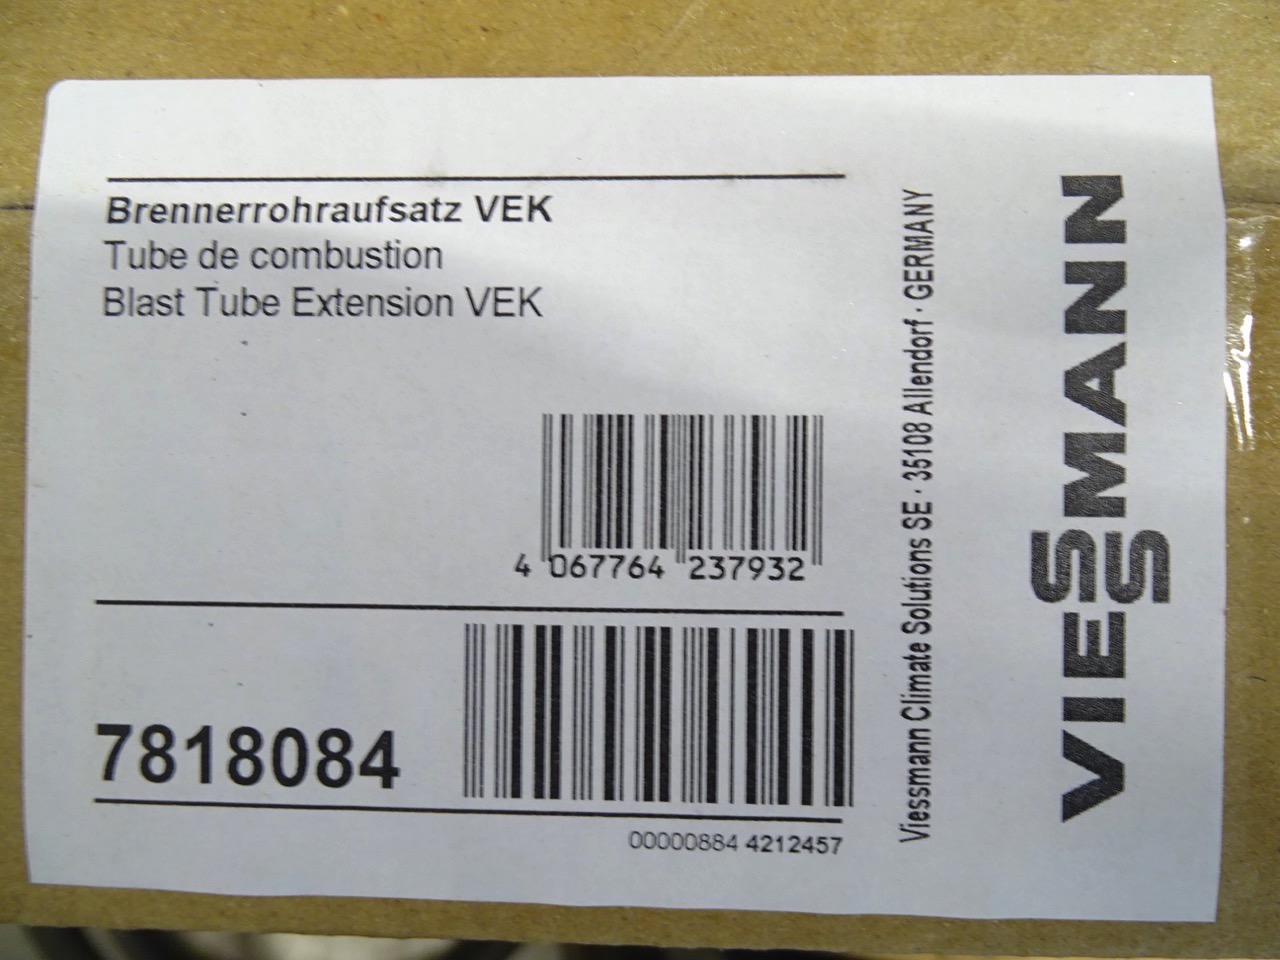 Brennerrohraufsatz VEK
Tube de combustion
Blast Tube Extension VEK
4 067764 237932
7818084
00000884 4212457
Viessmann Climate Solutions SE · 35108 Allendorf · GERMANY
VIESSMANN